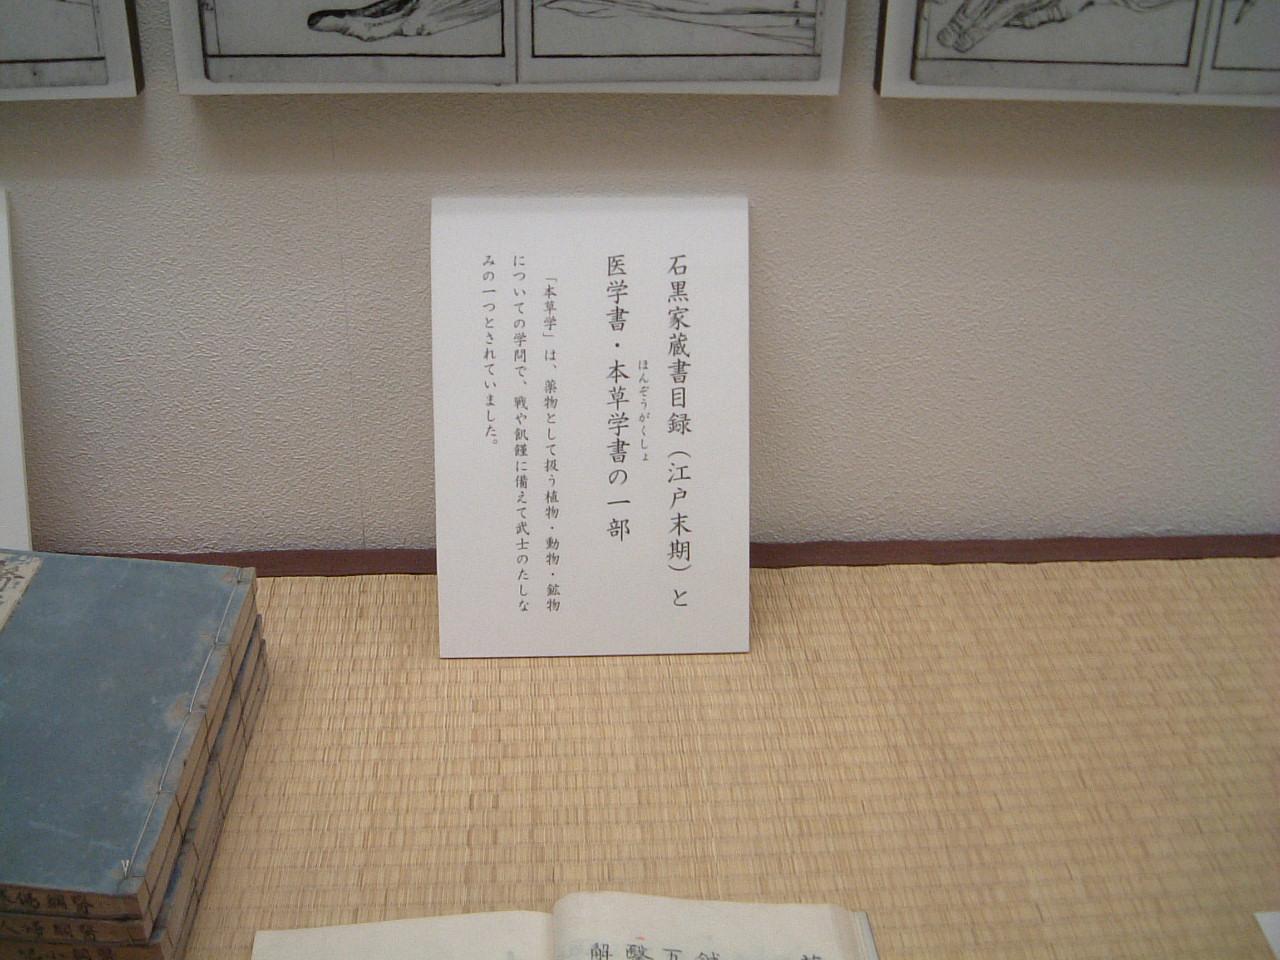 石黒家蔵書目録（江戸末期）と
ほんぞうがくしょ
医学書・本草学書の一部
「本草学」は、薬物として扱う植物・動物・鉱物
についての学問で、戦や飢饉に備えて武士のたしな
みの一つとされていました。